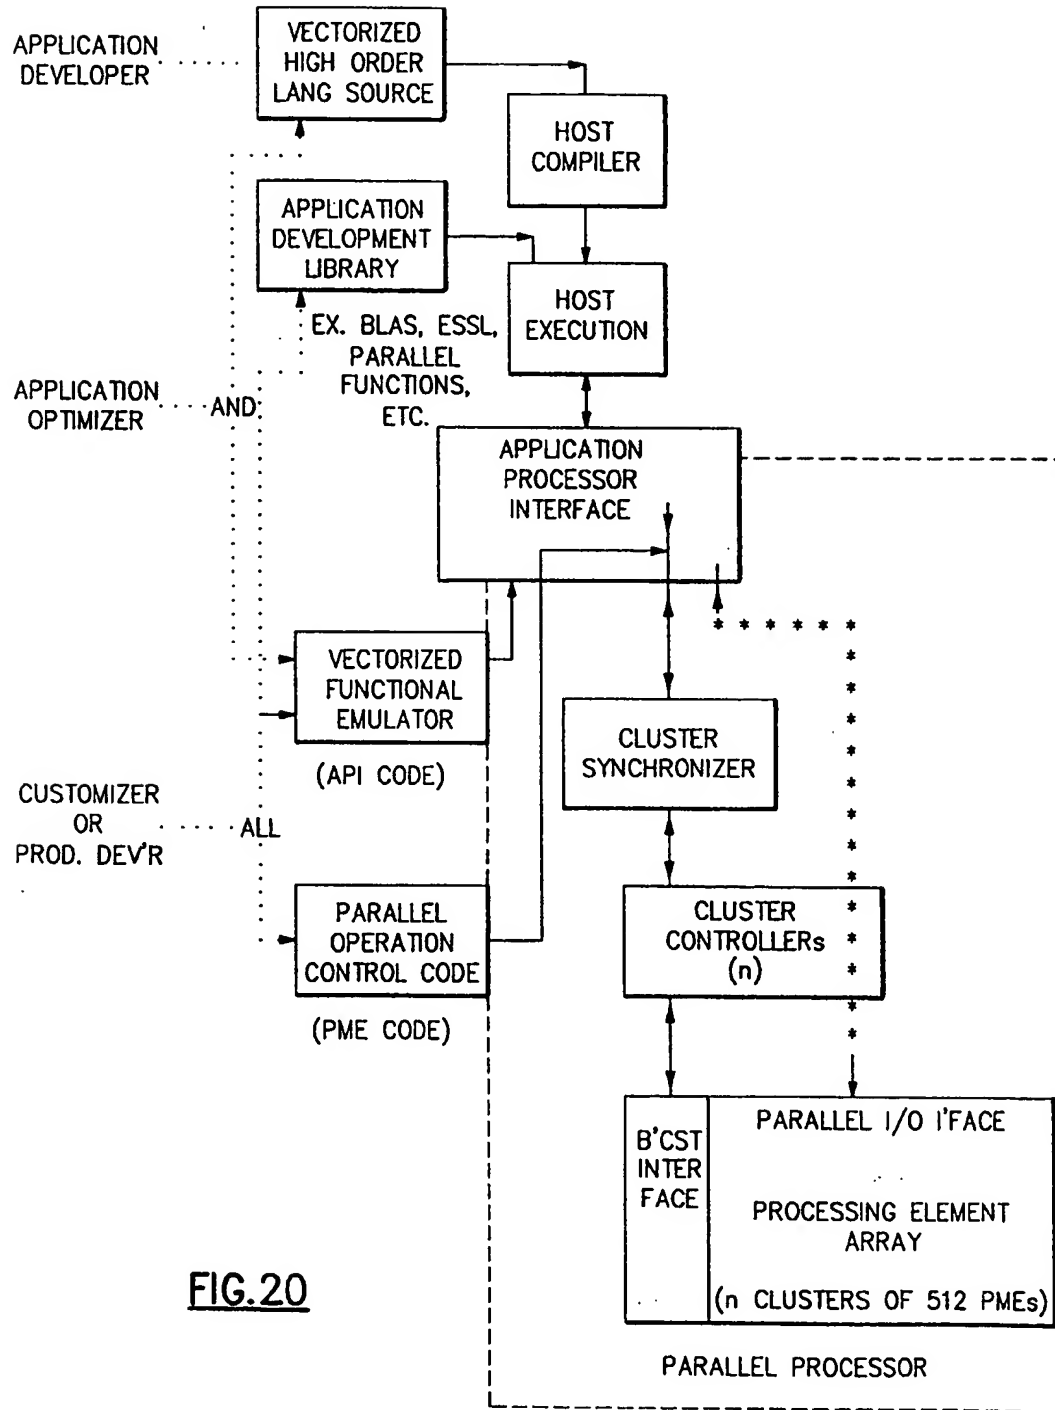 APPLICATION
DEVELOPER
VECTORIZED
HIGH ORDER
LANG SOURCE
HOST
COMPILER
APPLICATION
DEVELOPMENT
LIBRARY
HOST
EXECUTION
EX. BLAS, ESSL,
PARALLEL
FUNCTIONS,
ETC.
APPLICATION
OPTIMIZER
AND
APPLICATION
PROCESSOR
INTERFACE
VECTORIZED
FUNCTIONAL
EMULATOR
(API CODE)
CLUSTER
SYNCHRONIZER
CUSTOMIZER
OR
PROD. DEV'R
ALL
PARALLEL
OPERATION
CONTROL CODE
(PME CODE)
CLUSTER
CONTROLLERs
(n)
B'CST
INTER
FACE
PARALLEL I/O I'FACE
PROCESSING ELEMENT
ARRAY
(n CLUSTERS OF 512 PMEs)
PARALLEL PROCESSOR
FIG.20